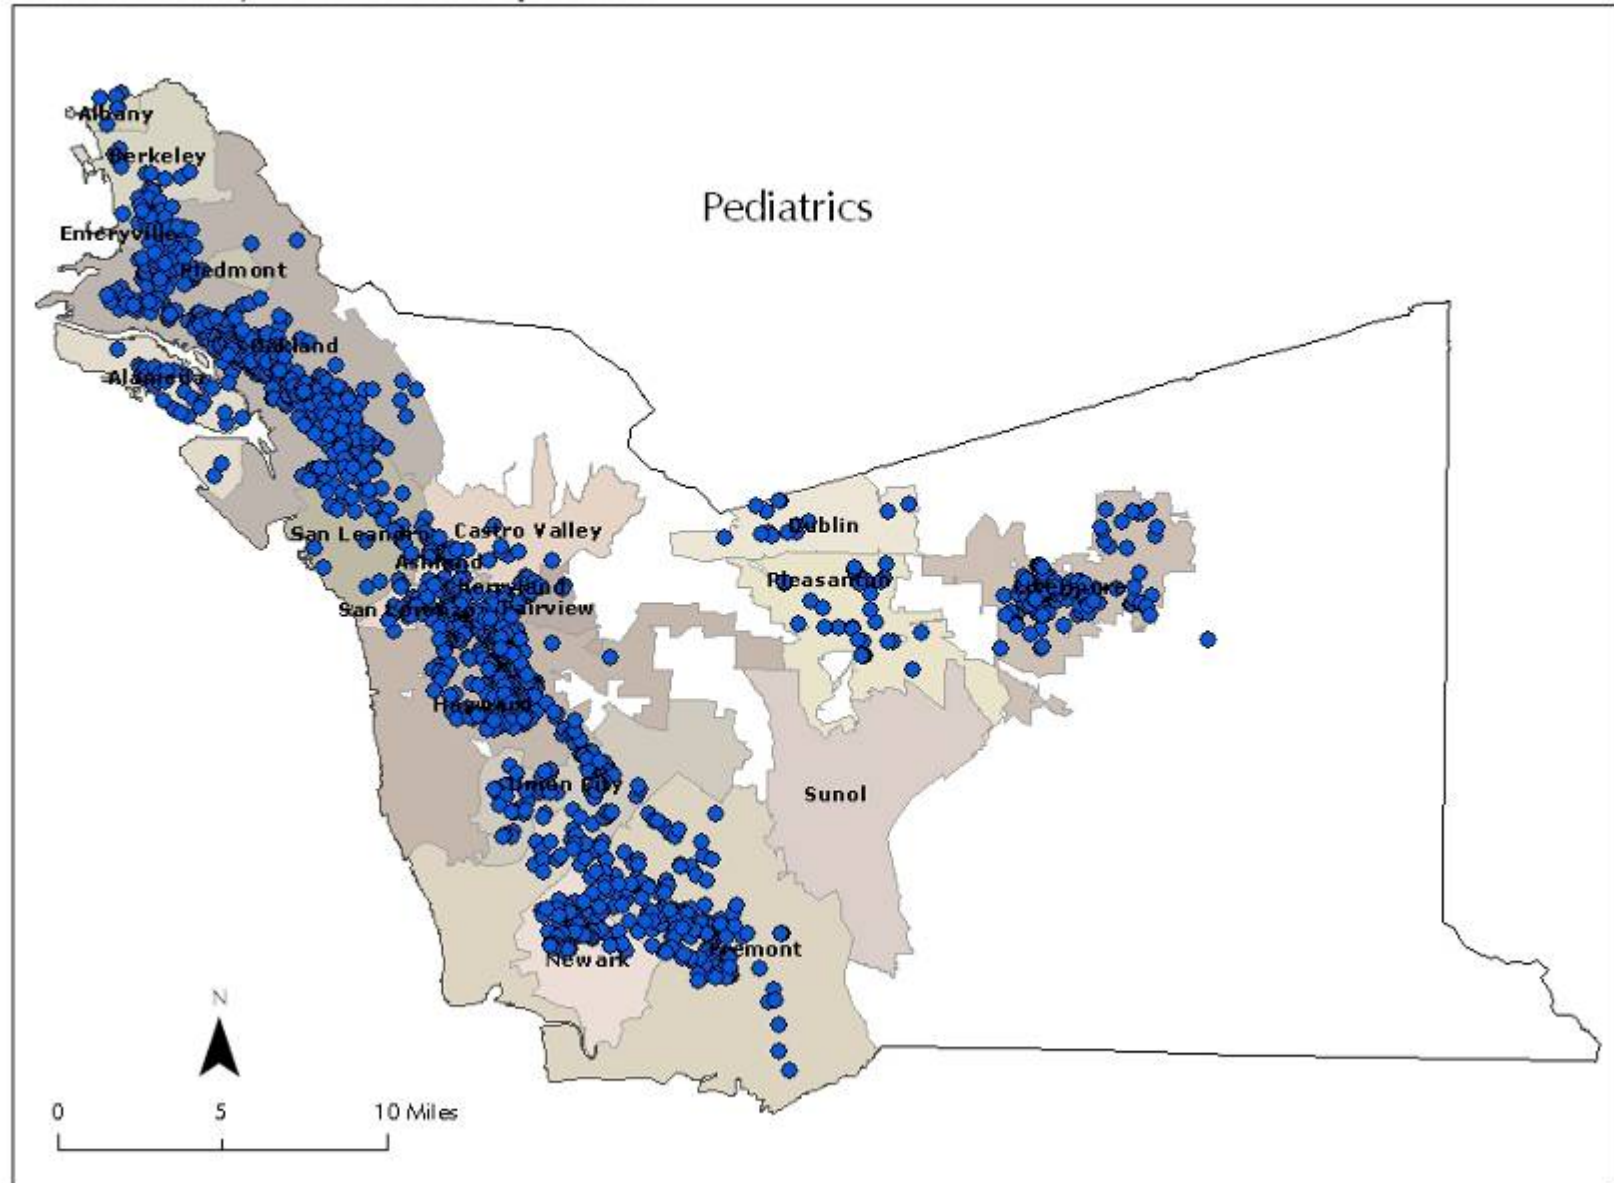 Pediatrics
Albany
Berkeley
Emeryville
Piedmont
Oakland
Alameda
San Leandro
Castro Valley
Ashland
Cherryland
San Lorenzo
Fairview
Dublin
Pleasanton
Livermore
Hayward
Union City
Sunol
Newark
Fremont
N
0 5 10 Miles